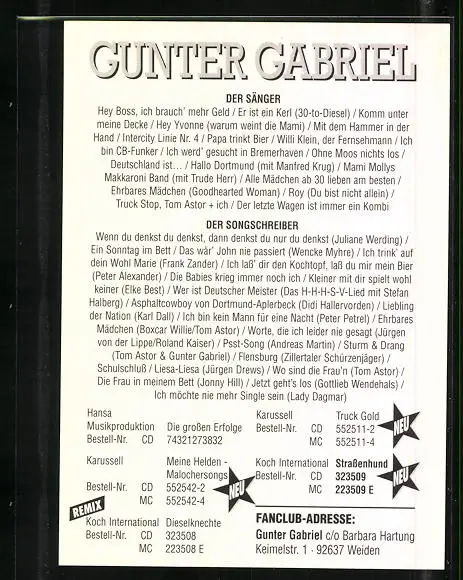 GUNTER GABRIEL
DER SÄNGER
Hey Boss, ich brauch' mehr Geld / Er ist ein Kerl (30-to-Diesel) / Komm unter
meine Decke / Hey Yvonne (warum weint die Mami) / Mit dem Hammer in der
Hand / Intercity Linie Nr. 4 / Papa trinkt Bier / Willi Klein, der Fernsehmann / Ich
bin CB-Funker / Ich werd' gesucht in Bremerhaven / Ohne Moos nichts los /
Deutschland ist... / Hallo Dortmund (mit Manfred Krug) / Mami Mollys
Makkaroni Band (mit Trude Herr) / Alle Mädchen ab 30 lieben am besten /
Ehrbares Mädchen (Goodhearted Woman) / Roy (Du bist nicht allein) /
Truck Stop, Tom Astor + ich / Der letzte Wagen ist immer ein Kombi
DER SONGSCHREIBER
Wenn du denkst du denkst, dann denkst du nur du denkst (Juliane Werding) /
Ein Sonntag im Bett / Das wär' John nie passiert (Wencke Myhre) / Ich trink' auf
dein Wohl Marie (Frank Zander) / Ich laß' dir den Kochtopf, laß du mir mein Bier
(Peter Alexander) / Die Babies krieg immer noch ich / Kleiner mit dir spielt wohl
keiner (Elke Best) / Wer ist Deutscher Meister (Das H-H-H-S-V-Lied mit Stefan
Halberg) / Asphaltcowboy von Dortmund-Aplerbeck (Didi Hallervorden) / Liebling
der Nation (Karl Dall) / Ich bin kein Mann für eine Nacht (Peter Petrel) / Ehrbares
Mädchen (Boxcar Willie/Tom Astor) / Worte, die ich leider nie gesagt (Jürgen
von der Lippe/Roland Kaiser) / Psst-Song (Andreas Martin) / Sturm & Drang
(Tom Astor & Gunter Gabriel) / Flensburg (Zillertaler Schürzenjäger) /
Schulschluß / Liesa-Liesa (Jürgen Drews) / Wo sind die Frau'n (Tom Astor) /
Die Frau in meinem Bett (Jonny Hill) / Jetzt geht's los (Gottlieb Wendehals) /
Ich möchte nie mehr Single sein (Lady Dagmar)
Hansa
Musikproduktion Die großen Erfolge
Bestell-Nr. CD 74321273832
Karussell Truck Gold
Bestell-Nr. CD 552511-2
MC 552511-4
NEU
Karussell Meine Helden -
Malochersongs
Bestell-Nr. CD 552542-2
MC 552542-4
NEU
Koch International Straßenhund
Bestell-Nr. CD 323509
MC 223509 E
NEU
REMIX
Koch International Dieselknechte
Bestell-Nr. CD 323508
MC 223508 E
FANCLUB-ADRESSE:
Gunter Gabriel c/o Barbara Hartung
Keimelstr. 1 · 92637 Weiden